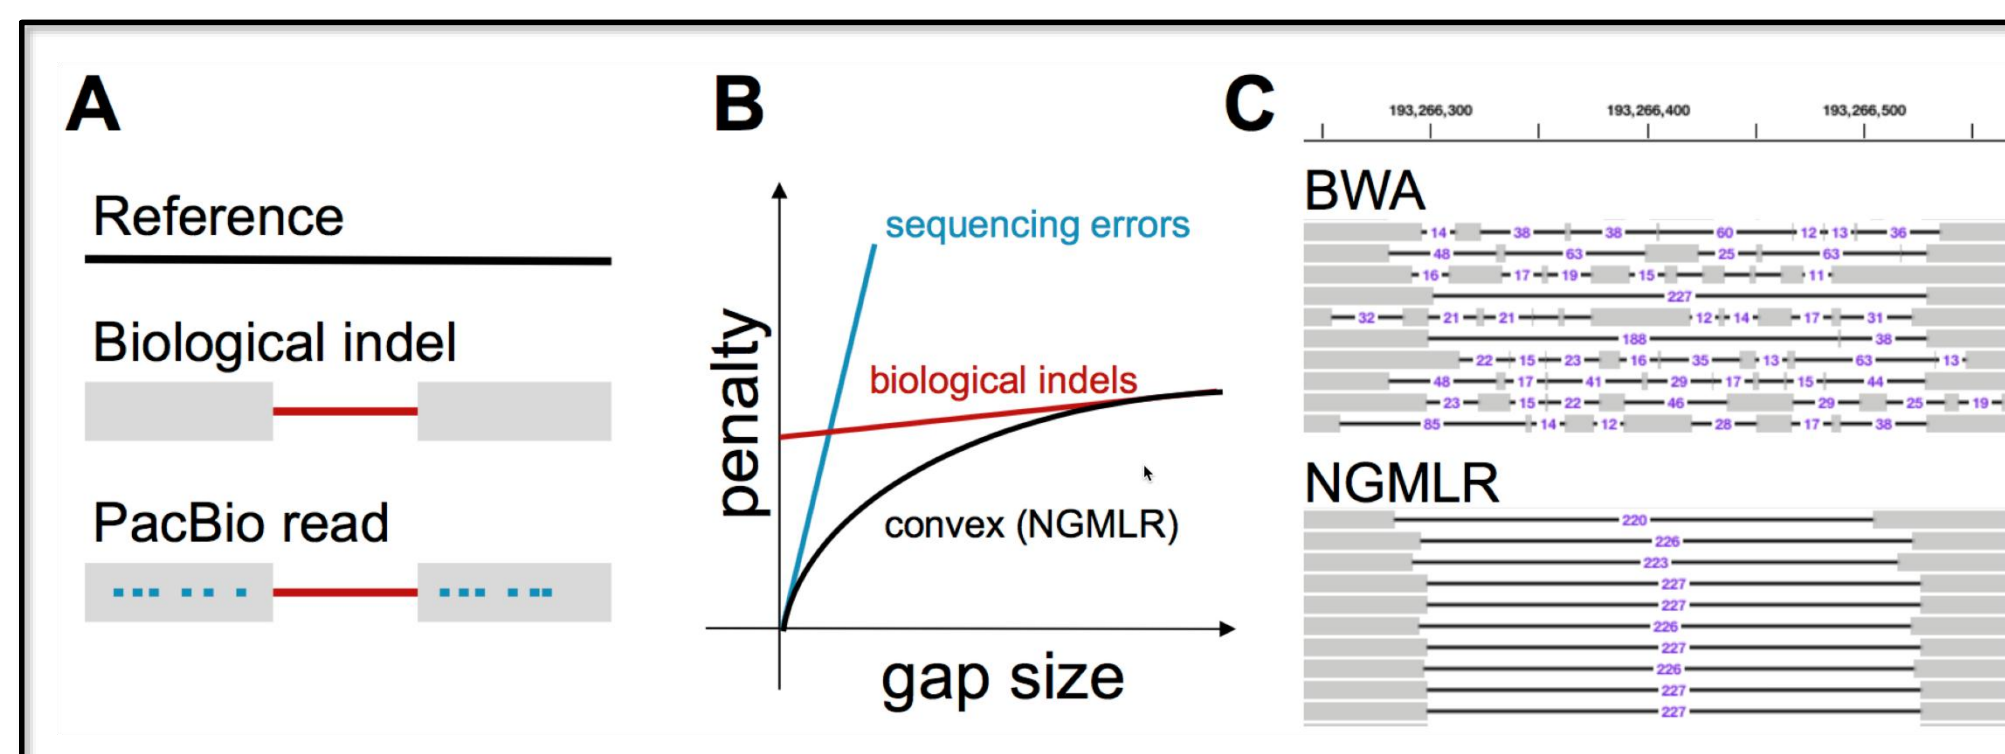 A
Reference
Biological indel
PacBio read
B
penalty
sequencing errors
biological indels
convex (NGMLR)
gap size
C
193,266,300 193,266,400 193,266,500
BWA
14 38 38 60 12 13 36
48 63 25 63
16 17 19 15 11
227
32 21 21 12 14 17 31
188 38
22 15 23 16 35 13 63 13
48 17 41 29 17 15 44
23 15 22 46 29 25 19
85 14 12 28 17 38
NGMLR
220
226
223
227
227
226
227
226
227
227